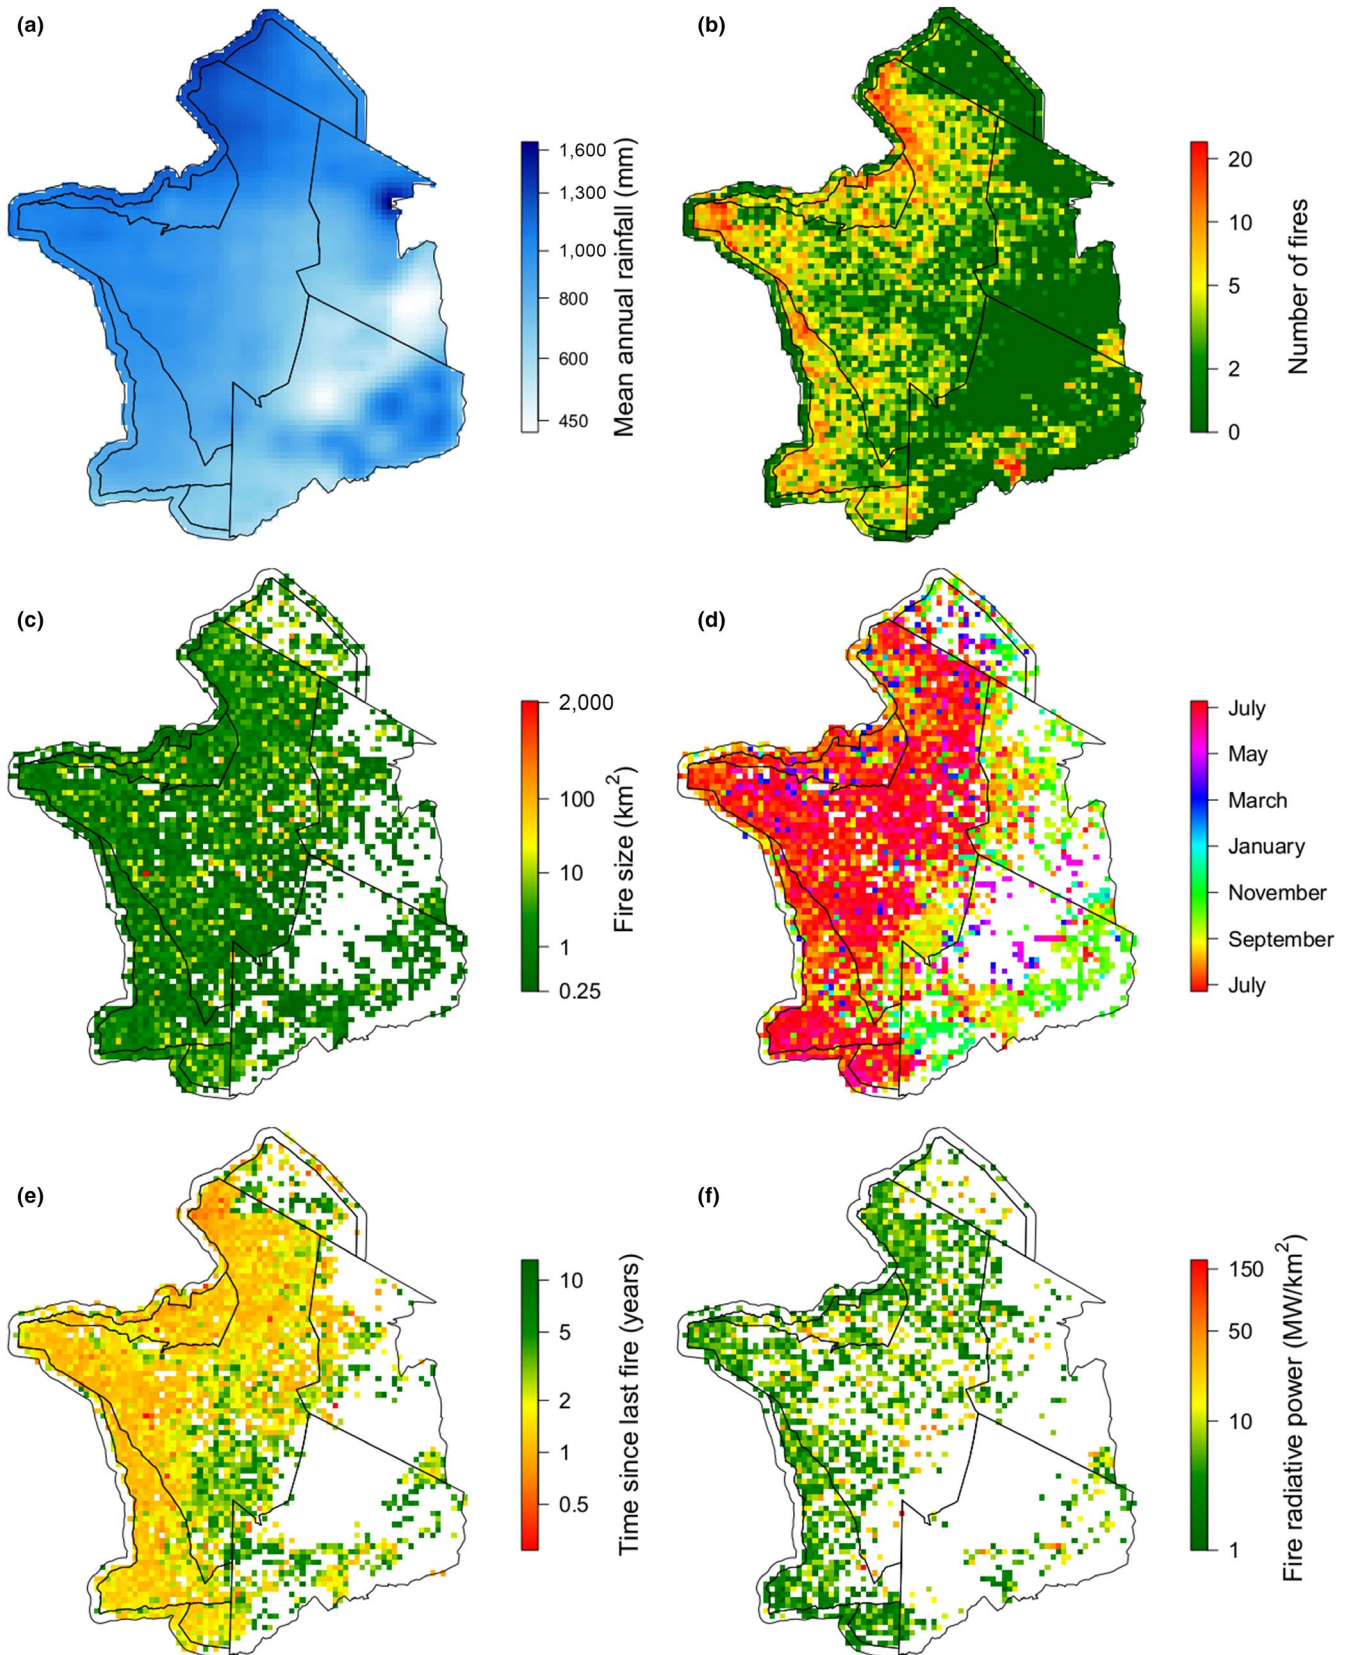 (a)
1,600
1,300
1,000
800
600
450
Mean annual rainfall (mm)
(b)
20
10
5
2
0
Number of fires
(c)
2,000
100
10
1
0.25
Fire size (km²)
(d)
July
May
March
January
November
September
July
(e)
10
5
2
1
0.5
Time since last fire (years)
(f)
150
50
10
1
Fire radiative power (MW/km²)